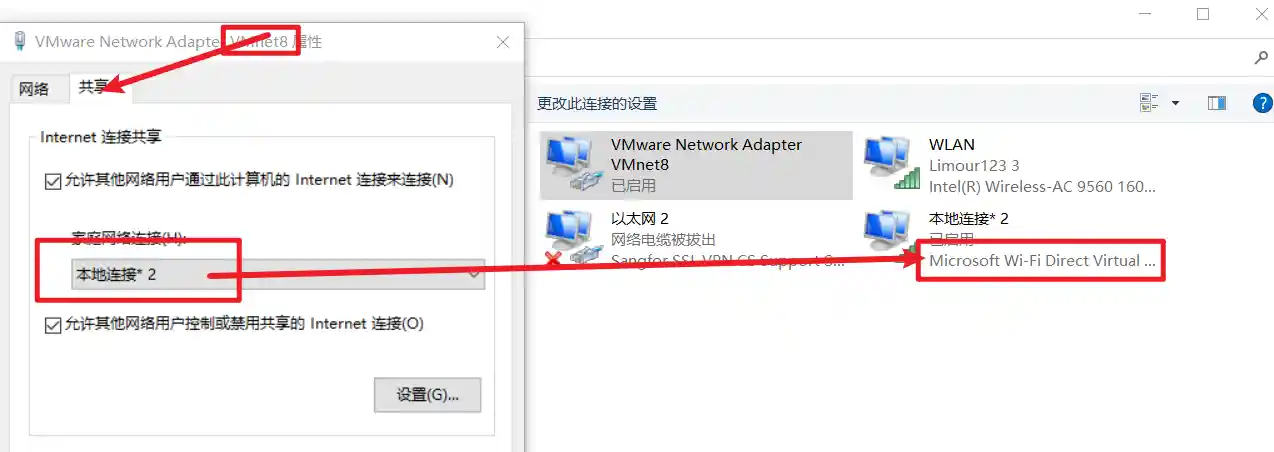 VMware Network Adapter VMnet8 属性
网络
共享
Internet 连接共享
允许其他网络用户通过此计算机的 Internet 连接来连接(N)
家庭网络连接(H):
本地连接* 2
允许其他网络用户控制或禁用共享的 Internet 连接(O)
设置(G)...
更改此连接的设置
VMware Network Adapter
VMnet8
已启用
WLAN
Limour123 3
Intel(R) Wireless-AC 9560 160...
以太网 2
网络电缆被拔出
Sangfor SSL VPN CS Support S...
本地连接* 2
已启用
Microsoft Wi-Fi Direct Virtual ...